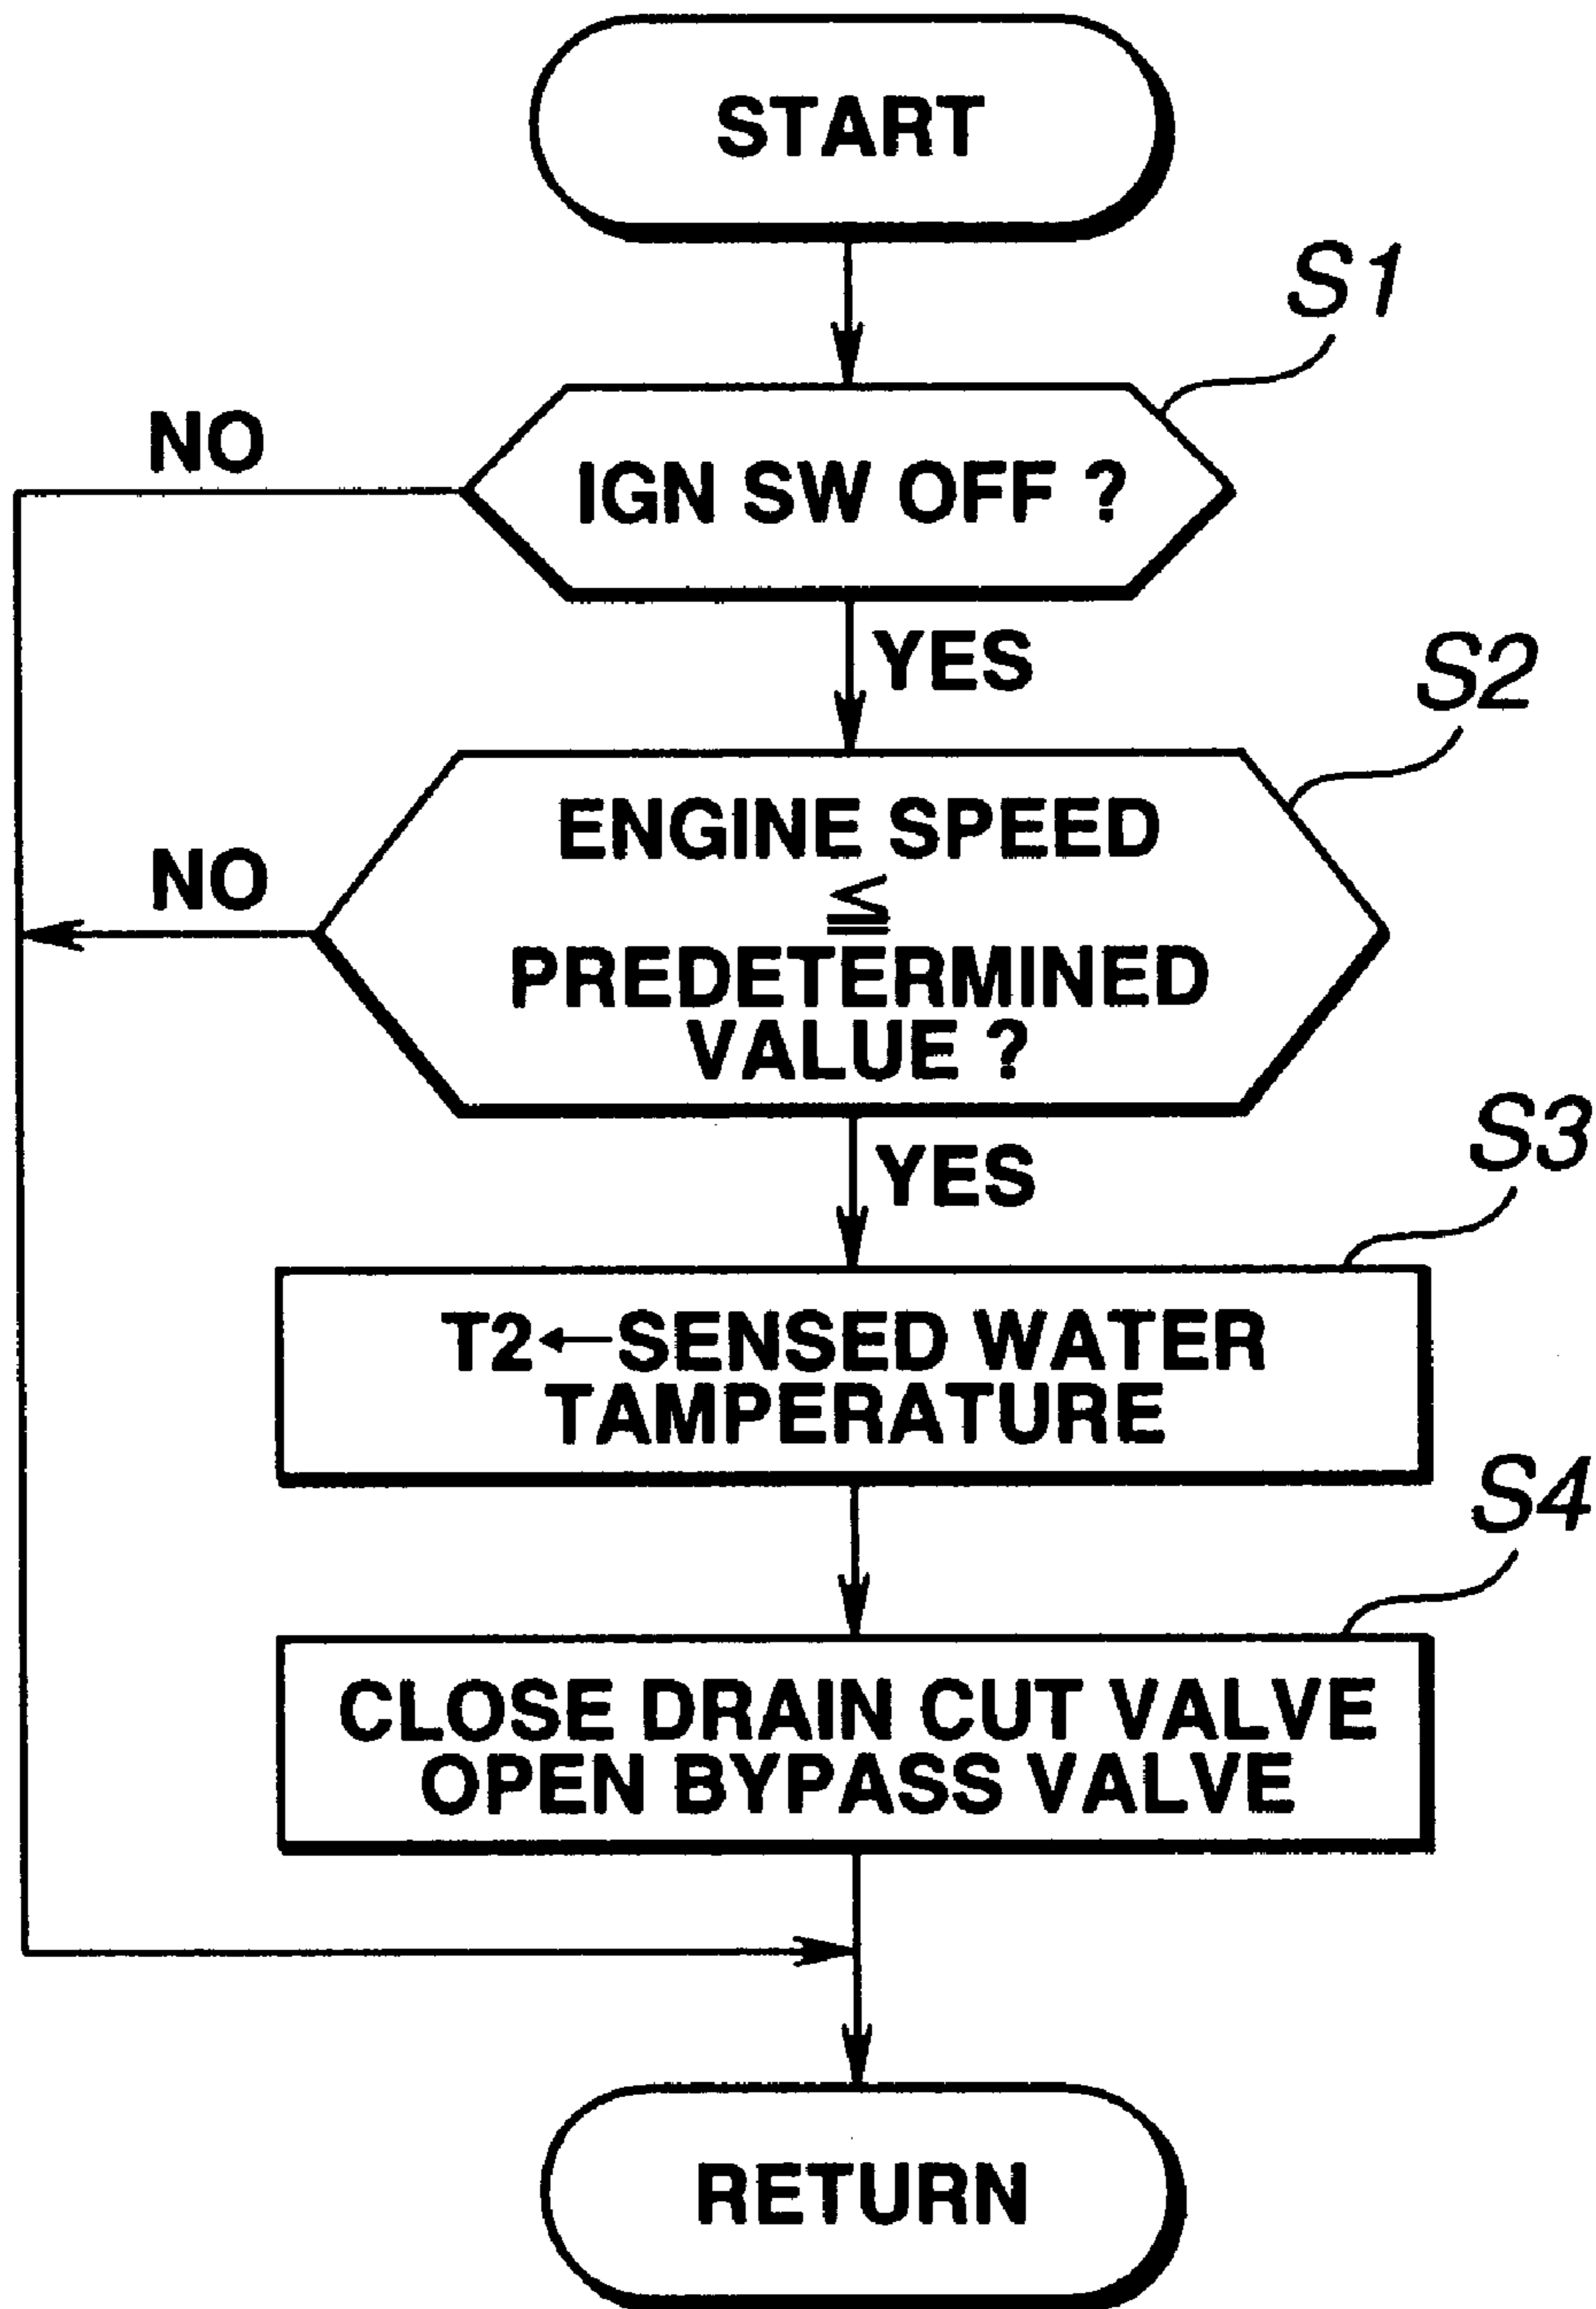 START
S1
NO
IGN SW OFF ?
YES
S2
ENGINE SPEED
≦
PREDETERMINED
VALUE ?
NO
YES
S3
T2←SENSED WATER
TAMPERATURE
S4
CLOSE DRAIN CUT VALVE
OPEN BYPASS VALVE
RETURN